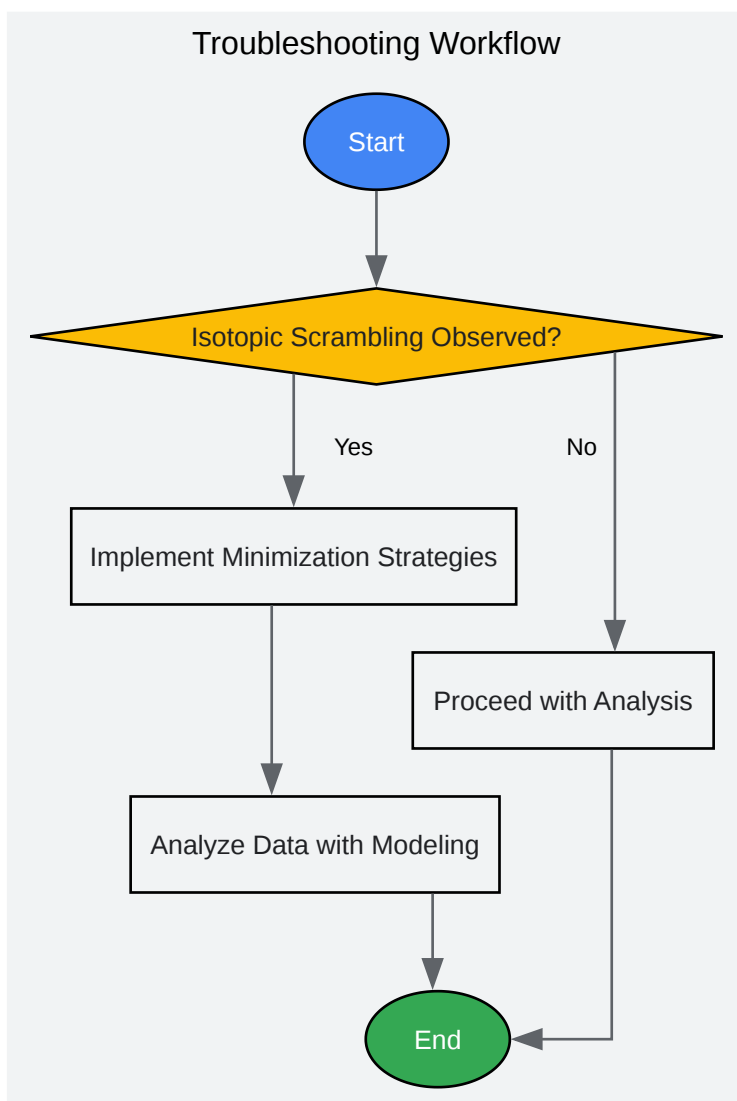 Troubleshooting Workflow
Start
Isotopic Scrambling Observed?
Yes
No
Implement Minimization Strategies
Proceed with Analysis
Analyze Data with Modeling
End